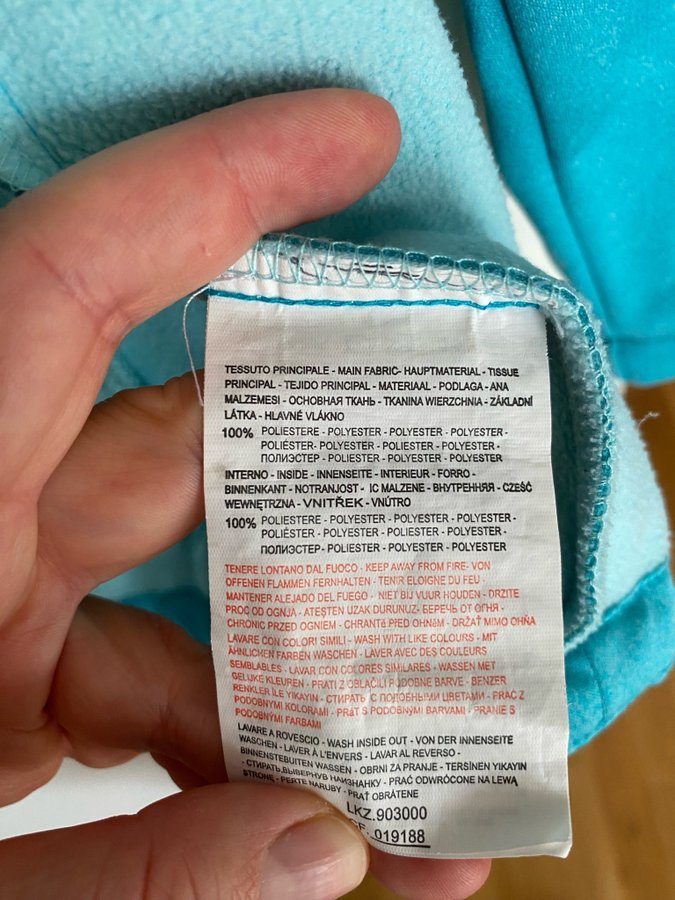 TESSUTO PRINCIPALE - MAIN FABRIC- HAUPTMATERIAL - TISSUE
PRINCIPAL - TEJIDO PRINCIPAL - MATERIAAL - PODLAGA - ANA
MALZEMESI - ОСНОВНАЯ ТКАНЬ - TKANINA WIERZCHNIA - ZÁKLADNÍ
LÁTKA - HLAVNÉ VLÁKNO
100% POLIESTERE - POLYESTER - POLYESTER - POLYESTER -
POLIÉSTER- POLYESTER - POLIESTER - POLYESTER -
ПОЛИЭСТЕР - POLIESTER - POLYESTER - POLYESTER
INTERNO - INSIDE - INNENSEITE - INTERIEUR - FORRO -
BINNENKANT - NOTRANJOST - IC MALZENE - ВНУТРЕННЯЯ - CZEŚĆ
WEWNĘTRZNA - VNITŘEK - VNÚTRO
100% POLIESTERE - POLYESTER - POLYESTER - POLYESTER -
POLIÉSTER - POLYESTER - POLIESTER - POLYESTER -
ПОЛИЭСТЕР - POLIESTER - POLYESTER - POLYESTER
TENERE LONTANO DAL FUOCO - KEEP AWAY FROM FIRE- VON
OFFENEN FLAMMEN FERNHALTEN - TENIR ELOIGNE DU FEU -
MANTENER ALEJADO DEL FUEGO - NIET BIJ VUUR HOUDEN - DRZITE
PROČ OD OGNJA - ATEŞTEN UZAK DURUNUZ- БЕРЕЧЬ ОТ ОГНЯ -
CHRONIC PRZED OGNIEM - CHRANTě PřED OHNěM - DRŽAŤ MIMO OHŇA
LAVARE CON COLORI SIMILI - WASH WITH LIKE COLOURS - MIT
ÄHNLICHEN FARBEN WASCHEN - LAVER AVEC DES COULEURS
SEMBLABLES - LAVAR CON COLORES SIMILARES - WASSEN MET
GELIJKE KLEUREN - PRATI Z OBLAČILI PODOBNE BARVE - BENZER
RENKLER İLE YIKAYIN - СТИРАТЬ С ПОДОБНЫМИ ЦВЕТАМИ - PRAC Z
PODOBNYMI KOLORAMI - PRáT S PODOBNÝMI BARVAMI - PRANIE S
PODOBNÝMI FARBAMI
LAVARE A ROVESCIO - WASH INSIDE OUT - VON DER INNENSEITE
WASCHEN - LAVER À L'ENVERS - LAVAR AL REVERSO -
BINNENSTEBUITEN WASSEN - OBRNI ZA PRANJE - TERSİNEN YIKAYIN
- СТИРАТЬ,ВЫВЕРНУВ НАИЗНАНКУ - PRAĆ ODWRÓCONE NA LEWĄ
STRONE - PERTE NARUBY - PRAŤ OBRÁTENE
LKZ.903000
019188